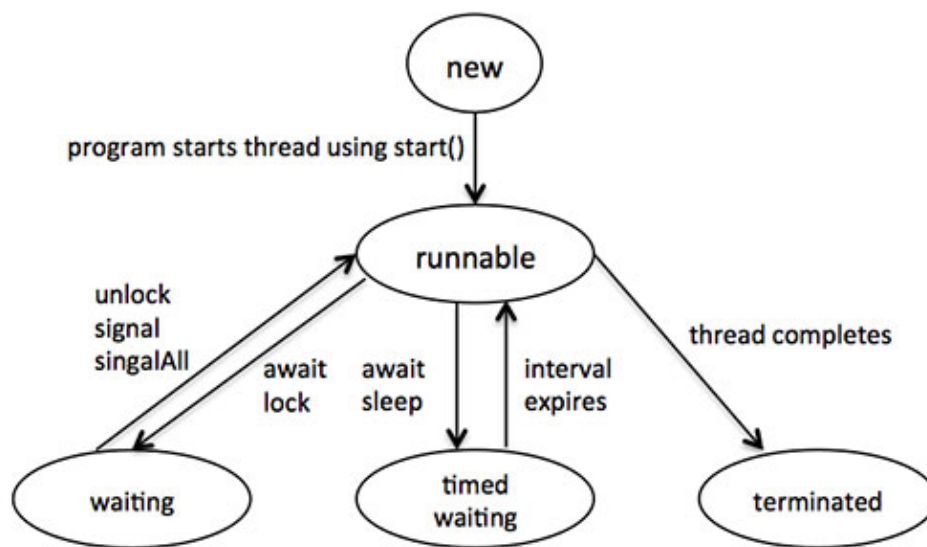 new
program starts thread using start()
runnable
unlock
signal
singalAll
await
lock
await
sleep
interval
expires
thread completes
waiting
timed
waiting
terminated